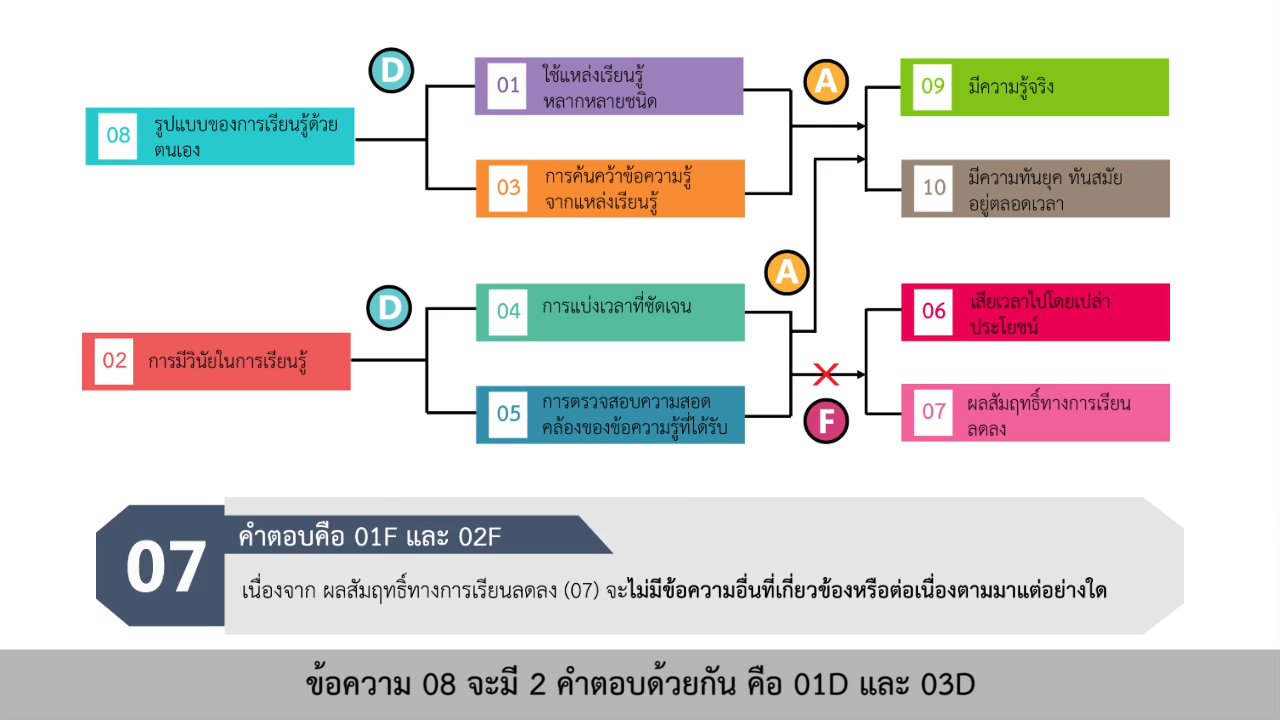 D
01
ใช้แหล่งเรียนรู้
หลากหลายชนิด
A
09
มีความรู้จริง
08
รูปแบบของการเรียนรู้ด้วย
ตนเอง
03
การค้นคว้าข้อความรู้
จากแหล่งเรียนรู้
10
มีความทันยุค ทันสมัย
อยู่ตลอดเวลา
A
D
04
การแบ่งเวลาที่ชัดเจน
06
เสียเวลาไปโดยเปล่า
ประโยชน์
02
การมีวินัยในการเรียนรู้
05
การตรวจสอบความสอด
คล้องของข้อความรู้ที่ได้รับ
F
07
ผลสัมฤทธิ์ทางการเรียน
ลดลง
07
คำตอบคือ 01F และ 02F
เนื่องจาก ผลสัมฤทธิ์ทางการเรียนลดลง (07) จะไม่มีข้อความอื่นที่เกี่ยวข้องหรือต่อเนื่องตามมาแต่อย่างใด
ข้อความ 08 จะมี 2 คำตอบด้วยกัน คือ 01D และ 03D